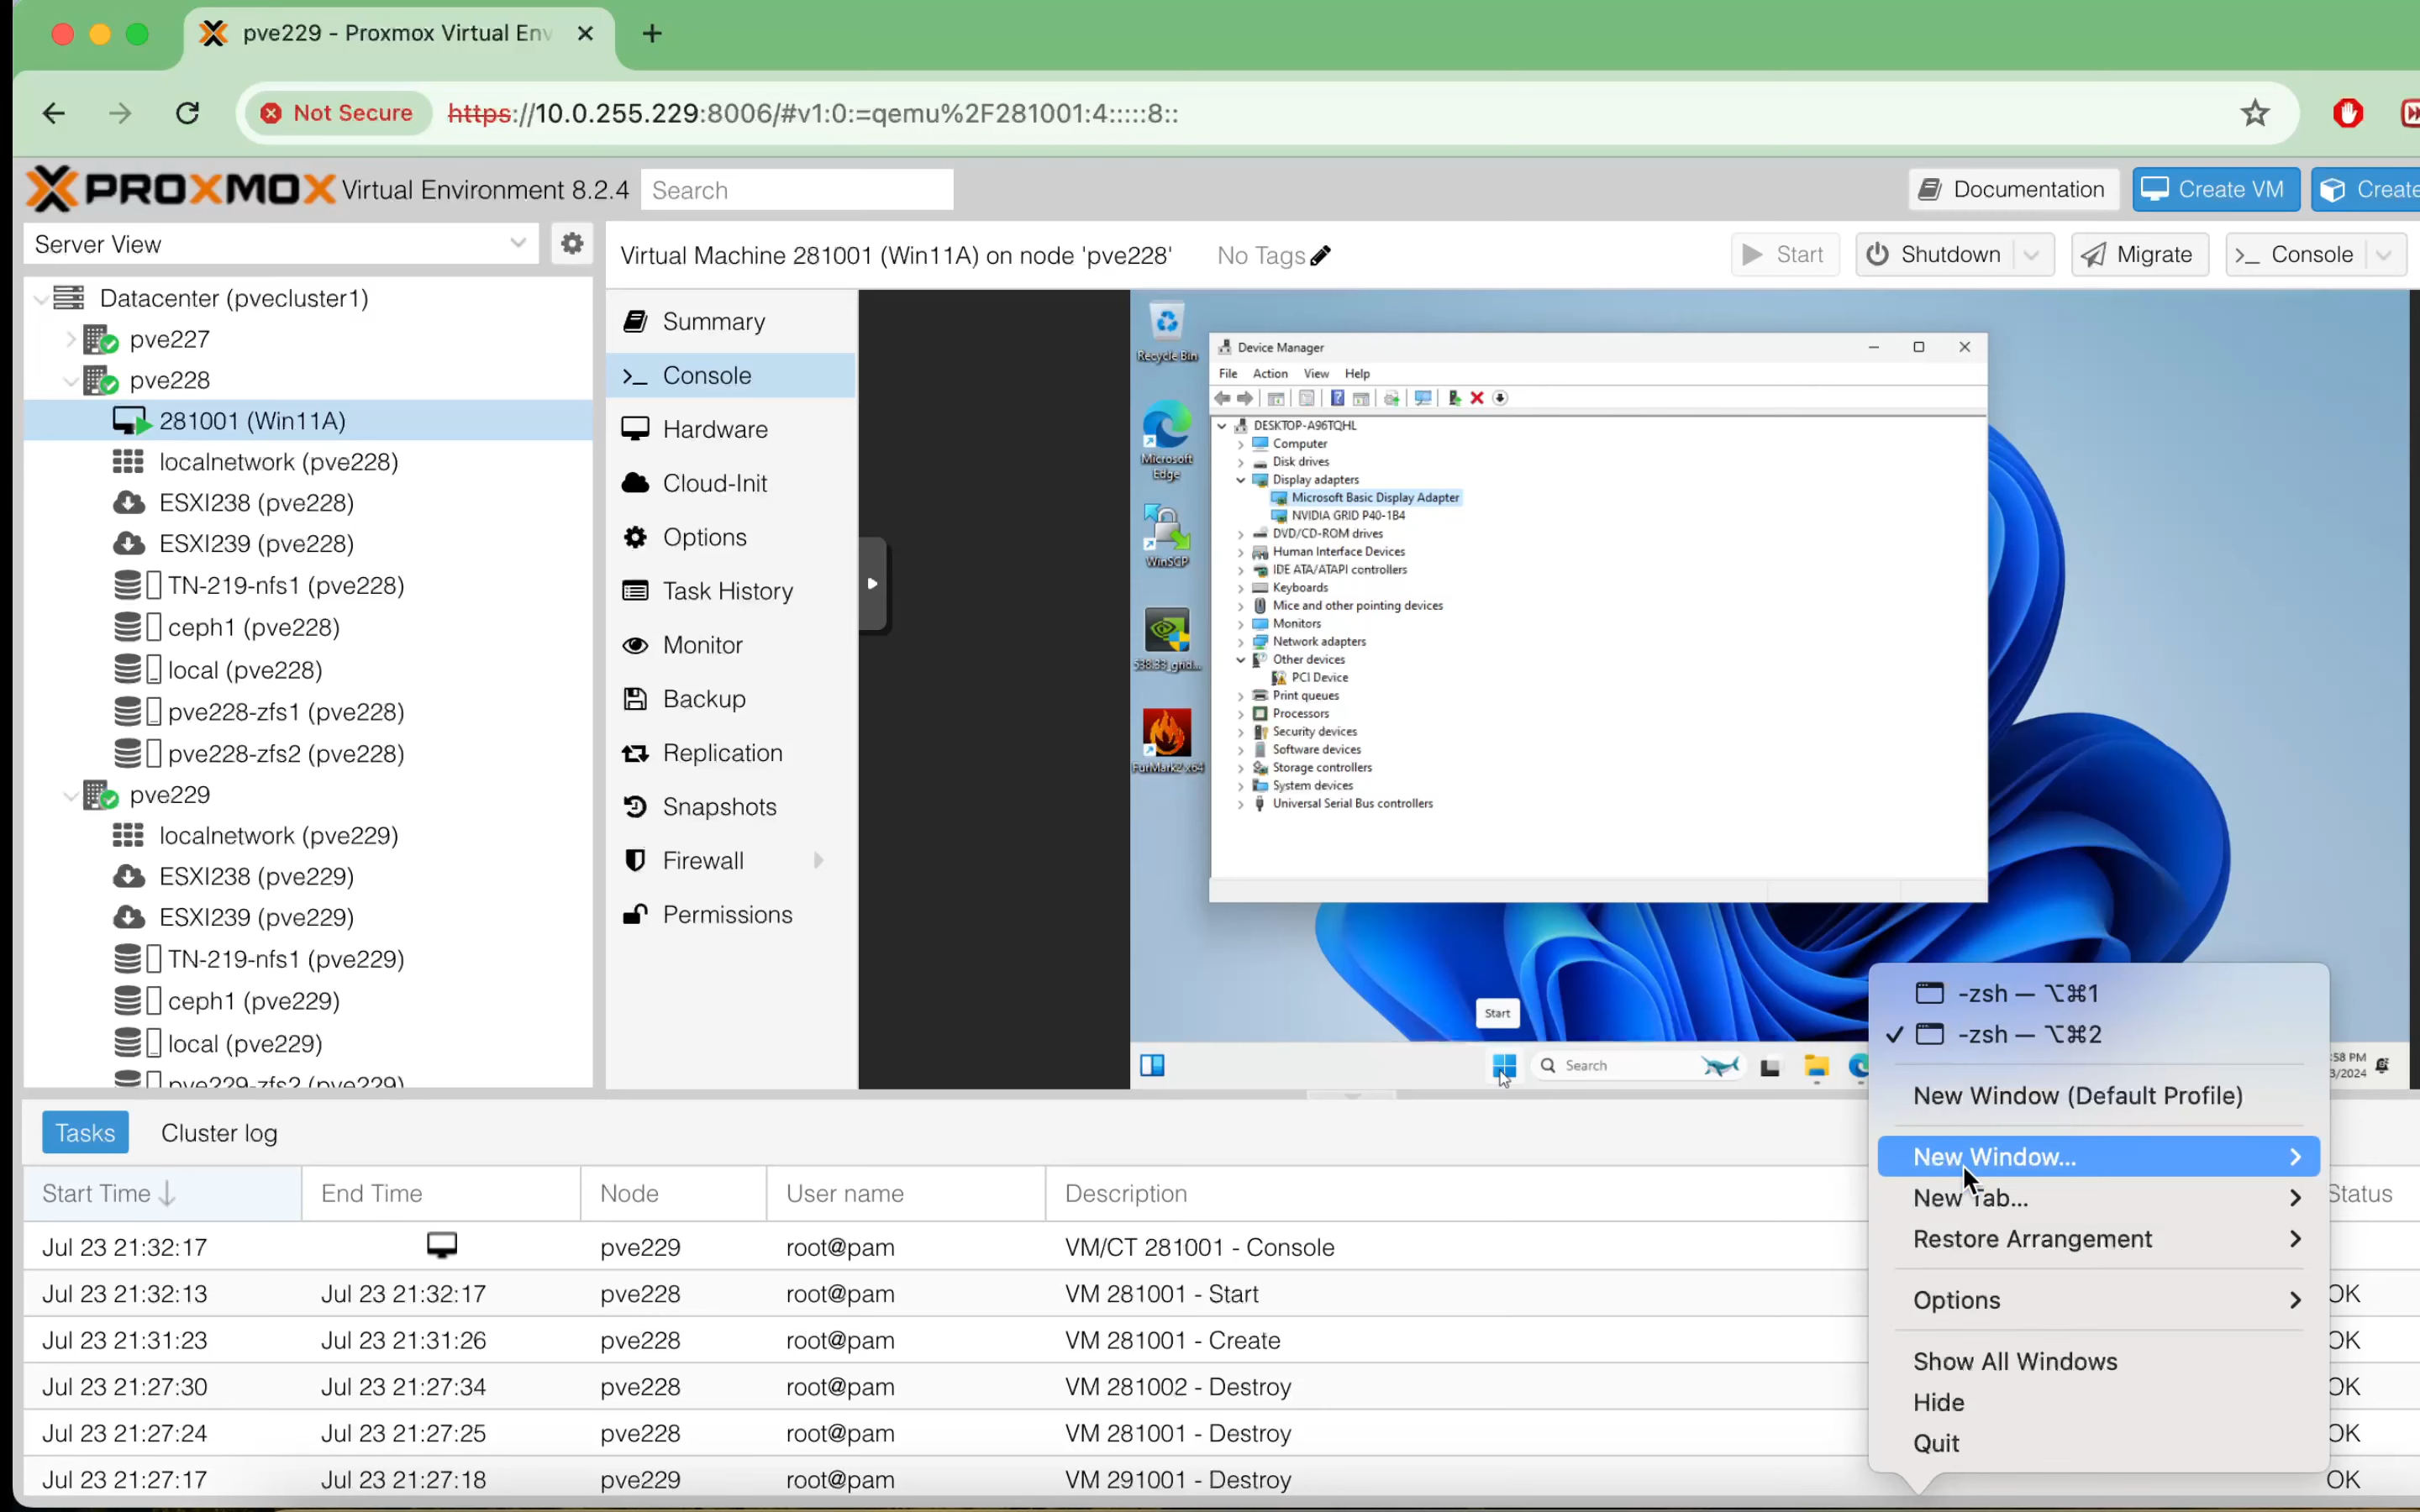 pve229 - Proxmox Virtual Env
Not Secure https://10.0.255.229:8006/#v1:0:=qemu%2F281001:4:::::8::
PROXMOX Virtual Environment 8.2.4 Search Documentation Create VM Create
Server View
Virtual Machine 281001 (Win11A) on node 'pve228' No Tags Start Shutdown Migrate Console
Datacenter (pvecluster1)
pve227
pve228
281001 (Win11A)
localnetwork (pve228)
ESXI238 (pve228)
ESXI239 (pve228)
TN-219-nfs1 (pve228)
ceph1 (pve228)
local (pve228)
pve228-zfs1 (pve228)
pve228-zfs2 (pve228)
pve229
localnetwork (pve229)
ESXI238 (pve229)
ESXI239 (pve229)
TN-219-nfs1 (pve229)
ceph1 (pve229)
local (pve229)
pve229-zfs2 (pve229)
Summary
Console
Hardware
Cloud-Init
Options
Task History
Monitor
Backup
Replication
Snapshots
Firewall
Permissions
Recycle Bin
Microsoft
Edge
WinSCP
538.33_grid...
FurMark2 x64
Device Manager
File Action View Help
DESKTOP-A96TQHL
Computer
Disk drives
Display adapters
Microsoft Basic Display Adapter
NVIDIA GRID P40-1B4
DVD/CD-ROM drives
Human Interface Devices
IDE ATA/ATAPI controllers
Keyboards
Mice and other pointing devices
Monitors
Network adapters
Other devices
PCI Device
Print queues
Processors
Security devices
Software devices
Storage controllers
System devices
Universal Serial Bus controllers
Start
Search
:58 PM
3/2024
-zsh — ⌥⌘1
✓ -zsh — ⌥⌘2
New Window (Default Profile)
New Window...
New Tab...
Restore Arrangement
Options
Show All Windows
Hide
Quit
Tasks Cluster log
Start Time End Time Node User name Description Status
Jul 23 21:32:17 pve229 root@pam VM/CT 281001 - Console
Jul 23 21:32:13 Jul 23 21:32:17 pve228 root@pam VM 281001 - Start OK
Jul 23 21:31:23 Jul 23 21:31:26 pve228 root@pam VM 281001 - Create OK
Jul 23 21:27:30 Jul 23 21:27:34 pve228 root@pam VM 281002 - Destroy OK
Jul 23 21:27:24 Jul 23 21:27:25 pve228 root@pam VM 281001 - Destroy OK
Jul 23 21:27:17 Jul 23 21:27:18 pve229 root@pam VM 291001 - Destroy OK